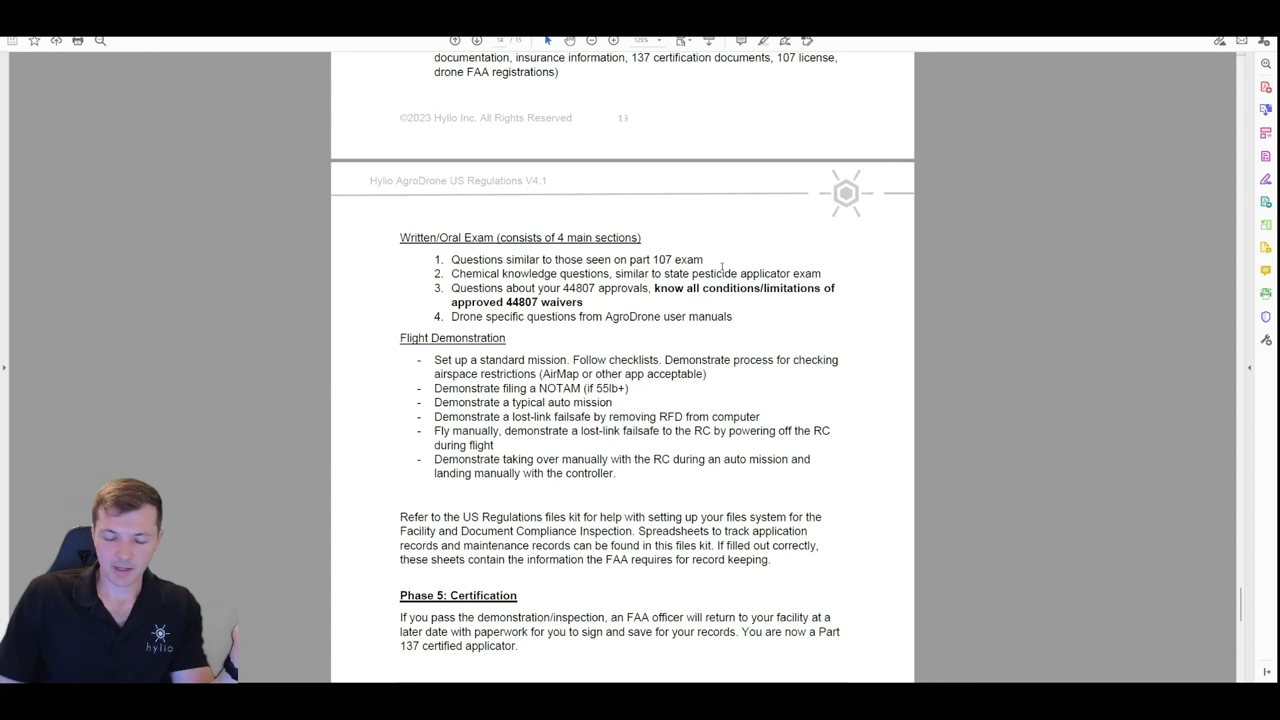 14 / 15
125%
documentation, insurance information, 137 certification documents, 107 license,
drone FAA registrations)
©2023 Hylio Inc. All Rights Reserved 13
Hylio AgroDrone US Regulations V4.1
Written/Oral Exam (consists of 4 main sections)
1. Questions similar to those seen on part 107 exam
2. Chemical knowledge questions, similar to state pesticide applicator exam
3. Questions about your 44807 approvals, know all conditions/limitations of
approved 44807 waivers
4. Drone specific questions from AgroDrone user manuals
Flight Demonstration
- Set up a standard mission. Follow checklists. Demonstrate process for checking
airspace restrictions (AirMap or other app acceptable)
- Demonstrate filing a NOTAM (if 55lb+)
- Demonstrate a typical auto mission
- Demonstrate a lost-link failsafe by removing RFD from computer
- Fly manually, demonstrate a lost-link failsafe to the RC by powering off the RC
during flight
- Demonstrate taking over manually with the RC during an auto mission and
landing manually with the controller.
Refer to the US Regulations files kit for help with setting up your files system for the
Facility and Document Compliance Inspection. Spreadsheets to track application
records and maintenance records can be found in this files kit. If filled out correctly,
these sheets contain the information the FAA requires for record keeping.
Phase 5: Certification
If you pass the demonstration/inspection, an FAA officer will return to your facility at a
later date with paperwork for you to sign and save for your records. You are now a Part
137 certified applicator.
hylio